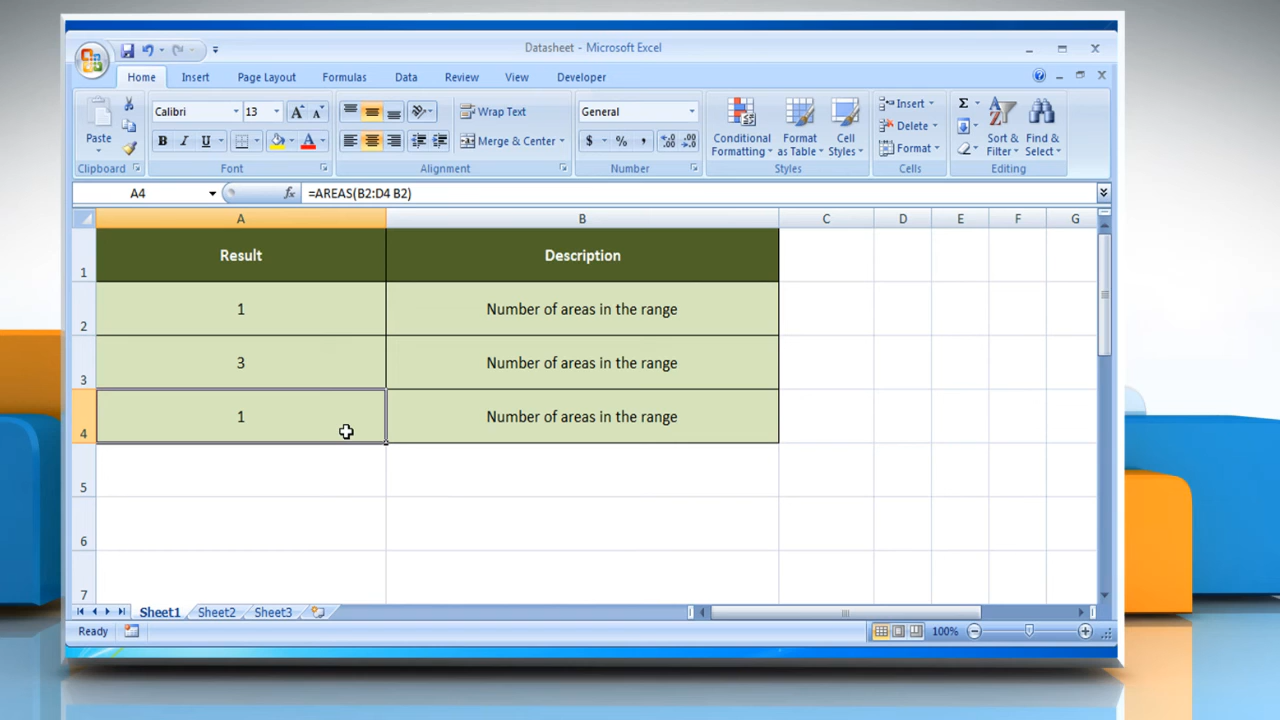 Datasheet - Microsoft Excel
Home Insert Page Layout Formulas Data Review View Developer
Paste
Clipboard
Calibri 13
B I U
Font
Wrap Text
Merge & Center
Alignment
General
$ % ,
Number
Conditional Formatting
Format as Table
Cell Styles
Styles
Insert
Delete
Format
Cells
Σ
Sort & Filter
Find & Select
Editing
A4 fx =AREAS(B2:D4 B2)
A B C D E F G
1 Result Description
2 1 Number of areas in the range
3 3 Number of areas in the range
4 1 Number of areas in the range
5
6
7
Sheet1 Sheet2 Sheet3
Ready 100%